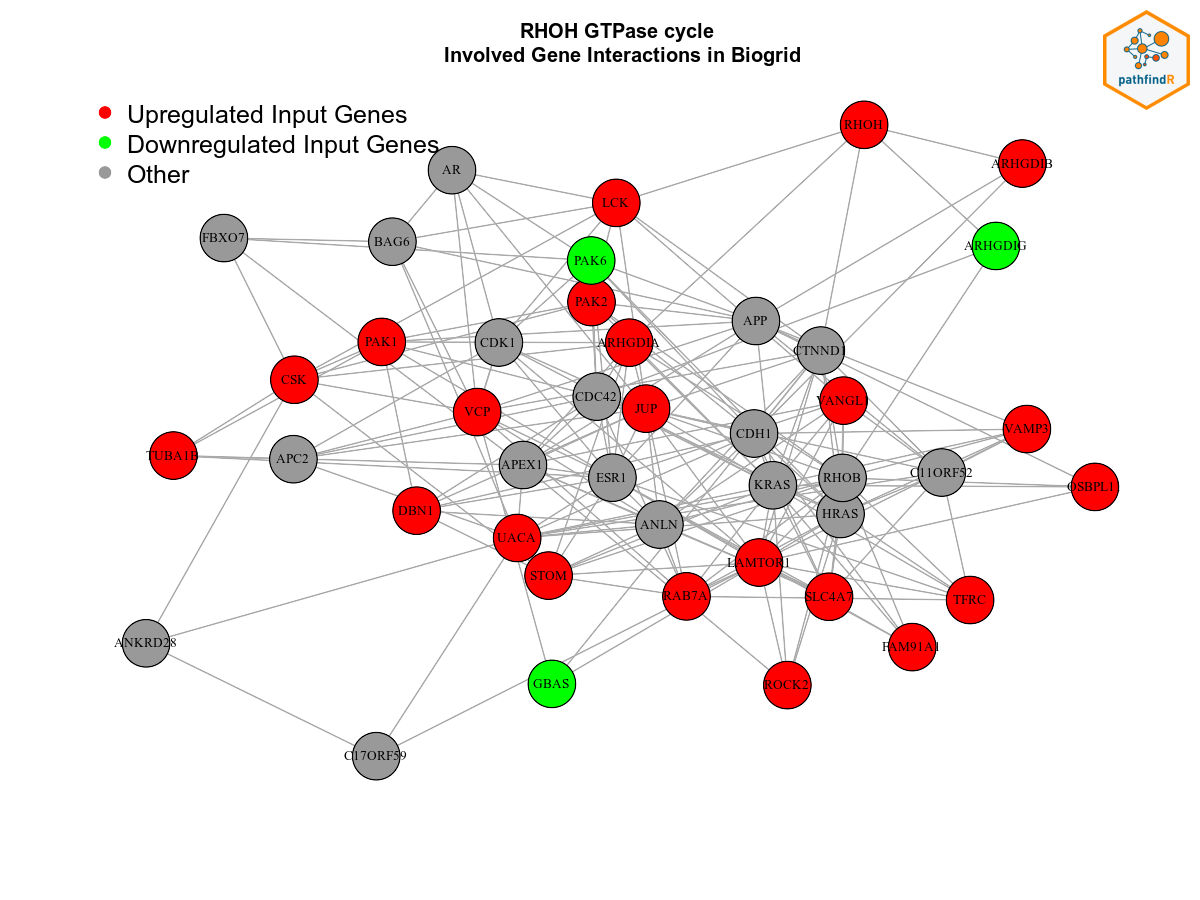 RHOH GTPase cycle
Involved Gene Interactions in Biogrid
pathfindR
Upregulated Input Genes
Downregulated Input Genes
Other
RHOH
ARHGDIB
AR
LCK
FBXO7
BAG6
ARHGDIG
PAK6
PAK2
APP
PAK1
CDK1
ARHGDIA
CTNND1
CSK
CDC42
JUP
VANGL1
VCP
CDH1
VAMP3
TUBA1B
APC2
APEX1
ESR1
KRAS
RHOB
C11ORF52
OSBPL1
DBN1
HRAS
ANLN
UACA
LAMTOR1
STOM
RAB7A
SLC4A7
TFRC
ANKRD28
FAM91A1
GBAS
ROCK2
C17ORF59